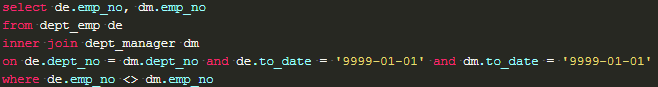 select de.emp_no, dm.emp_no
from dept_emp de
inner join dept_manager dm
on de.dept_no = dm.dept_no and de.to_date = '9999-01-01' and dm.to_date = '9999-01-01'
where de.emp_no <> dm.emp_no